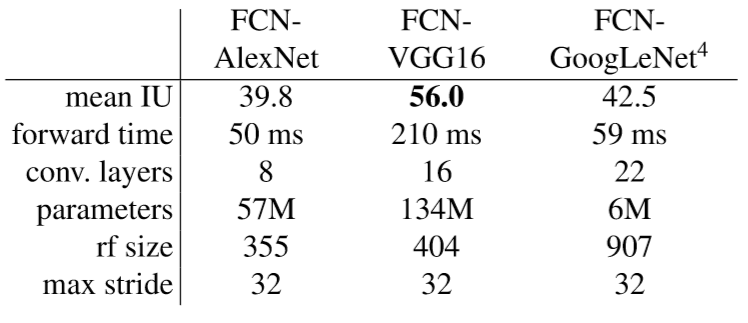 FCN- FCN- FCN-
AlexNet VGG16 GoogLeNet⁴
mean IU 39.8 56.0 42.5
forward time 50 ms 210 ms 59 ms
conv. layers 8 16 22
parameters 57M 134M 6M
rf size 355 404 907
max stride 32 32 32